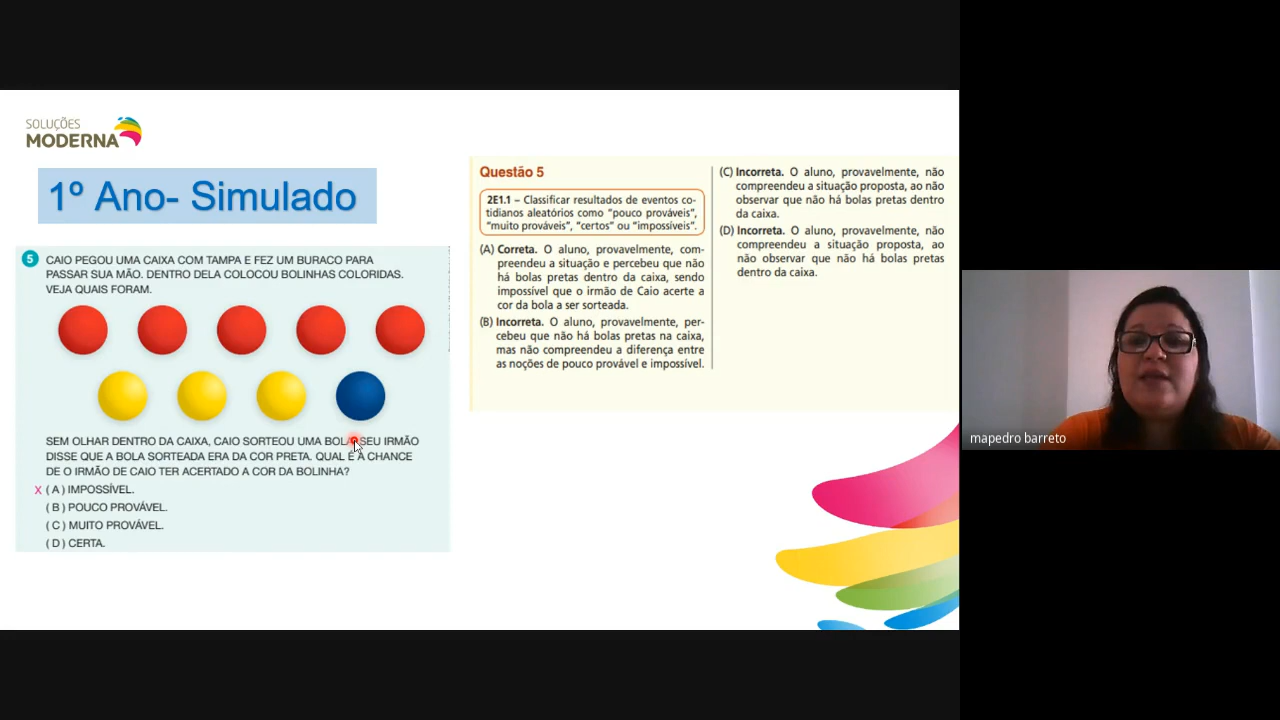 SOLUÇÕES
MODERNA
1º Ano- Simulado
5 CAIO PEGOU UMA CAIXA COM TAMPA E FEZ UM BURACO PARA
PASSAR SUA MÃO. DENTRO DELA COLOCOU BOLINHAS COLORIDAS.
VEJA QUAIS FORAM.
SEM OLHAR DENTRO DA CAIXA, CAIO SORTEOU UMA BOLA SEU IRMÃO
DISSE QUE A BOLA SORTEADA ERA DA COR PRETA. QUAL É A CHANCE
DE O IRMÃO DE CAIO TER ACERTADO A COR DA BOLINHA?
X ( A ) IMPOSSÍVEL.
( B ) POUCO PROVÁVEL.
( C ) MUITO PROVÁVEL.
( D ) CERTA.
Questão 5
2E1.1 – Classificar resultados de eventos co-
tidianos aleatórios como “pouco prováveis”,
“muito prováveis”, “certos” ou “impossíveis”.
(A) Correta. O aluno, provavelmente, com-
preendeu a situação e percebeu que não
há bolas pretas dentro da caixa, sendo
impossível que o irmão de Caio acerte a
cor da bola a ser sorteada.
(B) Incorreta. O aluno, provavelmente, per-
cebeu que não há bolas pretas na caixa,
mas não compreendeu a diferença entre
as noções de pouco provável e impossível.
(C) Incorreta. O aluno, provavelmente, não
compreendeu a situação proposta, ao não
observar que não há bolas pretas dentro
da caixa.
(D) Incorreta. O aluno, provavelmente, não
compreendeu a situação proposta, ao
não observar que não há bolas pretas
dentro da caixa.
mapedro barreto